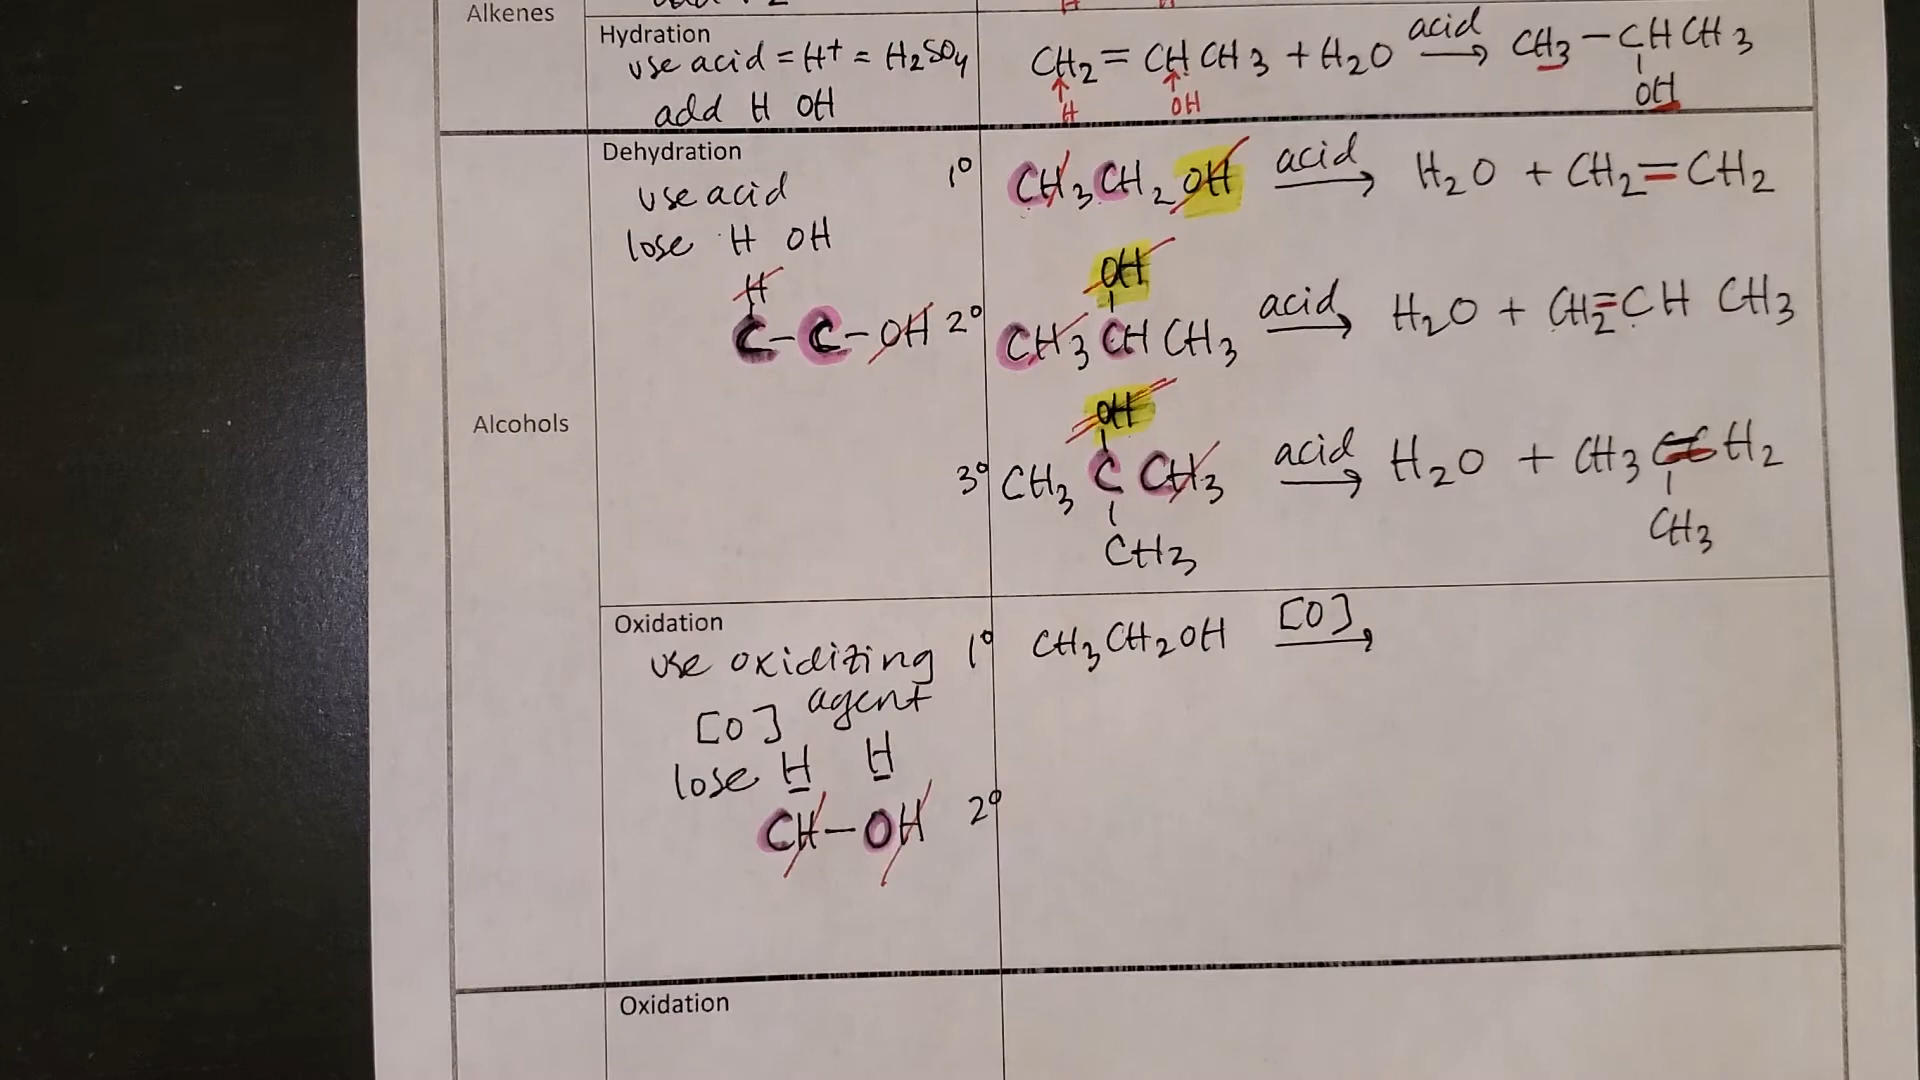 Alkenes
Hydration
use acid = H+ = H2SO4
add H OH
CH2 = CH CH3 + H2O acid → CH3 – CH CH3
OH
↑ ↑
H OH
Alcohols
Dehydration
use acid
lose H OH
H
C – C – OH
1° CH3CH2OH acid → H2O + CH2=CH2
OH
2° CH3 CH CH3 acid → H2O + CH2=CH CH3
OH
3° CH3 C CH3 acid → H2O + CH3 C=CH2
CH3 CH3
Oxidation
use oxidizing
agent
[O]
lose H H
CH – OH
1° CH3CH2OH [O] →
2°
Oxidation